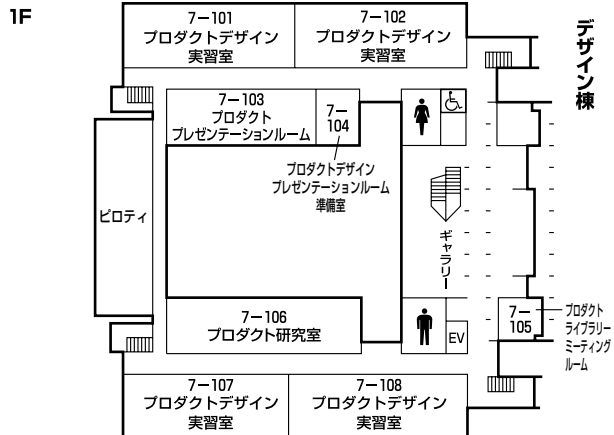 1F
7-101
プロダクトデザイン
実習室
7-102
プロダクトデザイン
実習室
デザイン棟
7-103
プロダクト
プレゼンテーションルーム
7-
104
プロダクトデザイン
プレゼンテーションルーム
準備室
ピロティ
ギャラリー
7-106
プロダクト研究室
EV
7-
105
プロダクト
ライブラリー
ミーティング
ルーム
7-107
プロダクトデザイン
実習室
7-108
プロダクトデザイン
実習室